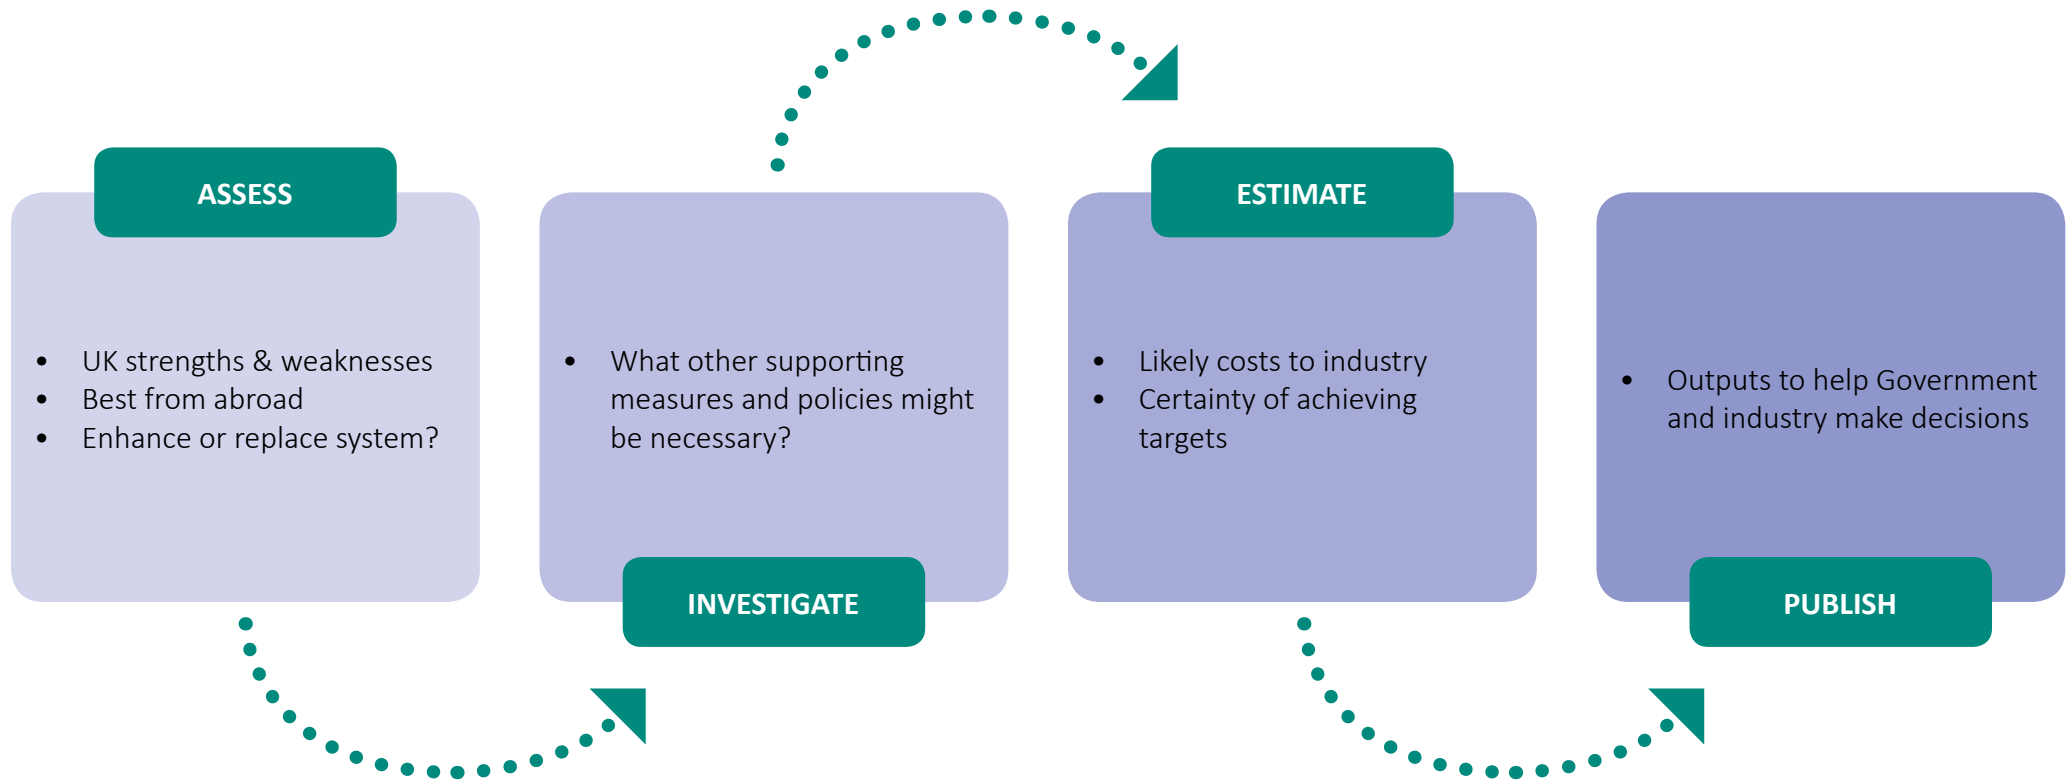 ASSESS
• UK strengths & weaknesses
• Best from abroad
• Enhance or replace system?
• What other supporting
measures and policies might
be necessary?
INVESTIGATE
ESTIMATE
• Likely costs to industry
• Certainty of achieving
targets
• Outputs to help Government
and industry make decisions
PUBLISH